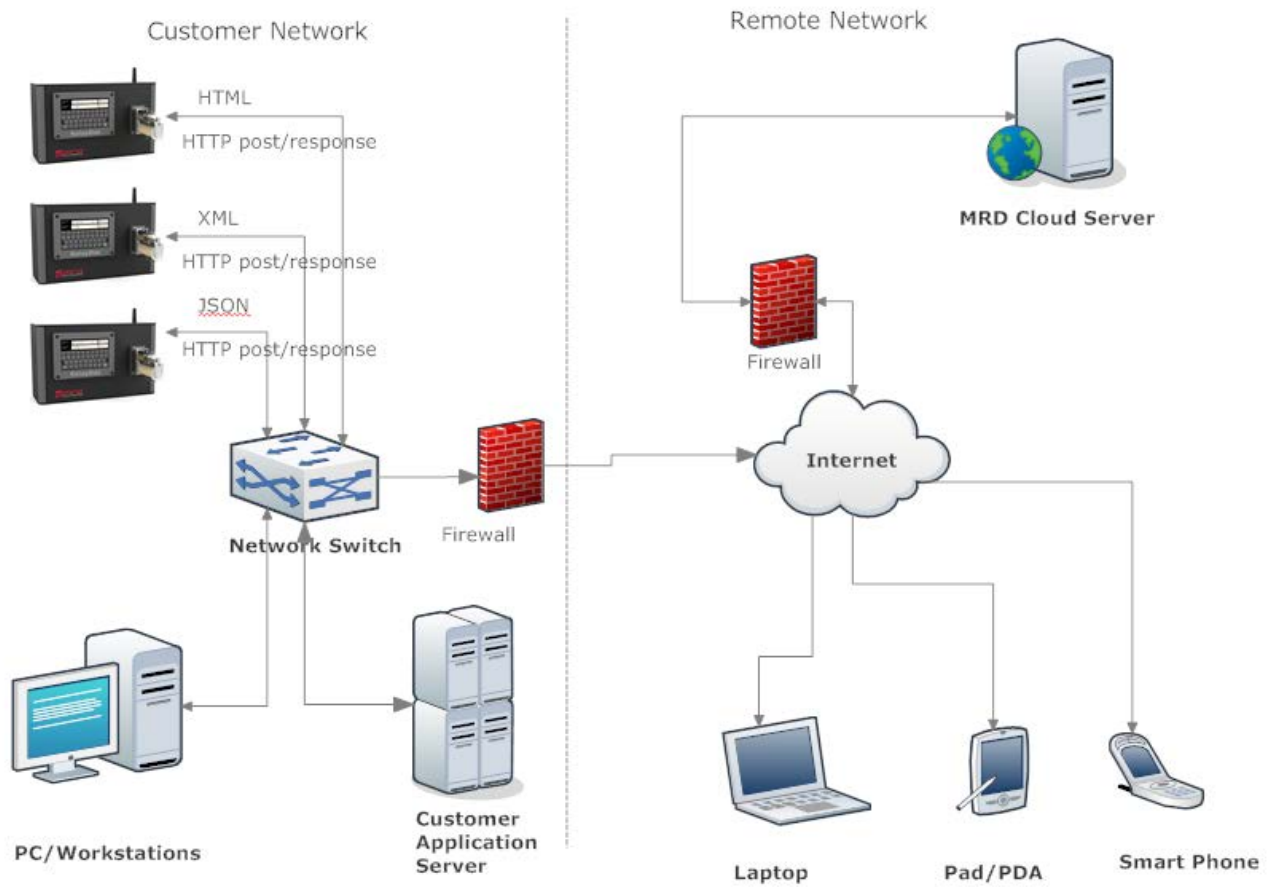 Customer Network
Remote Network
HTML
HTTP post/response
XML
HTTP post/response
JSON
HTTP post/response
MRD Cloud Server
Firewall
Internet
Network Switch
Firewall
PC/Workstations
Customer
Application
Server
Laptop
Pad/PDA
Smart Phone